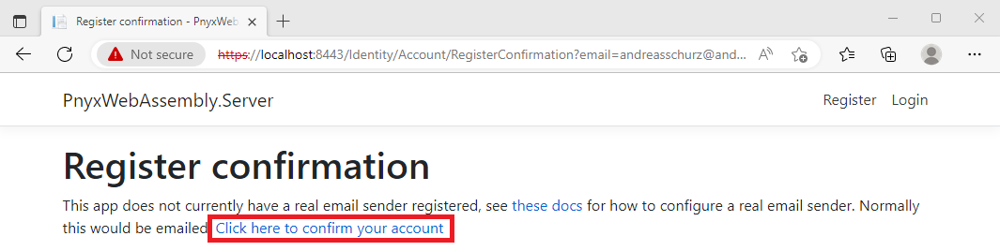 Register confirmation - PnyxWeb
Not secure https://localhost:8443/Identity/Account/RegisterConfirmation?email=andreasschurz@and...
PnyxWebAssembly.Server Register Login
Register confirmation
This app does not currently have a real email sender registered, see these docs for how to configure a real email sender. Normally
this would be emailed: Click here to confirm your account